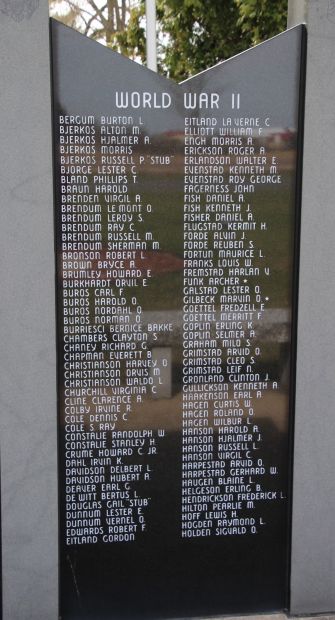 WORLD WAR II
BERGUM BURTON L.
BJERKOS ALTON M.
BJERKOS HJALMER A.
BJERKOS MORRIS
BJERKOS RUSSELL P "STUB"
BJORGE LESTER C.
BLAND PHILLIPS T.
BRAUN HAROLD
BRENDEN VIRGIL A.
BRENDUM LE MONT O.
BRENDUM LEROY S.
BRENDUM RAY C.
BRENDUM RUSSELL M.
BRENDUM SHERMAN M.
BRONSON ROBERT L.
BROWN BRYCE A.
BRUMLEY HOWARD E.
BURKHARDT ORVIL E.
BUROS CARL F.
BUROS HAROLD O.
BUROS NORDAHL O.
BUROS NORMAN O.
BURRIESCI BERNICE BAKKE
CHAMBERS CLAYTON S.
CHANEY RICHARD G.
CHAPMAN EVERETT B.
CHRISTIANSON HARVEY O.
CHRISTIANSON ORVIS M.
CHRISTIANSON WALDO L.
CHURCHILL VIRGINIA C.
CLINE CLARENCE A.
COLBY IRVINE R.
COLE DENNIS C.
COLE S. RAY
CONSTALIE RANDOLPH W.
CONSTALIE STANLEY H.
CRUME HOWARD C. JR.
DAHL IRVIN K.
DAVIDSON DELBERT L.
DAVIDSON HUBERT A.
DEAVER EARL G.
DE WITT BERTUS L.
DOUGLAS GAIL "STUB"
DUNNUM LESTER E.
DUNNUM VERNEL O.
EDWARDS ROBERT F.
EITLAND GORDON
EITLAND LA VERNE C.
ELLIOTT WILLIAM F.
ENGH MORRIS A.
ERICKSON ROGER A.
ERLANDSON WALTER E.
EVENSTAD KENNETH M.
EVENSTAD ROY GEORGE
FAGERNESS JOHN
FISH DANIEL A.
FISH KENNETH J.
FISHER DANIEL A.
FLUGSTAD KERMIT H.
FORDE ALVIN J.
FORDE REUBEN S.
FORTUN MAURICE L.
FRANKS LOUIS W.
FREMSTAD HARLAN V.
FUNK ARCHER ★
GALSTAD LESTER O.
GILBECK MARVIN O. ★
GOETTEL FREDZELL E.
GOETTEL MERRITT F.
GOPLIN ERLING K.
GOPLIN SELMER A.
GRAHAM MILO S.
GRIMSTAD ARVID O.
GRIMSTAD CLEO S.
GRIMSTAD LEIF N.
GRONLAND CLINTON J.
GULLICKSON KENNETH A.
HAAKENSON EARL A.
HAGEN CURTIS W.
HAGEN ROLAND O.
HAGEN WILBUR L.
HANSON HAROLD A.
HANSON HJALMER J.
HANSON RUSSELL L.
HANSON VIRGIL C.
HARPESTAD ARVID O.
HARPESTAD GERHARD W.
HAUGEN BLAINE L.
HELGESON ERLING B.
HENDRICKSON FREDERICK L.
HILTON PEARLIE M.
HOFF LEWIS H.
HOGDEN RAYMOND L.
HOLDEN SIGVALD O.